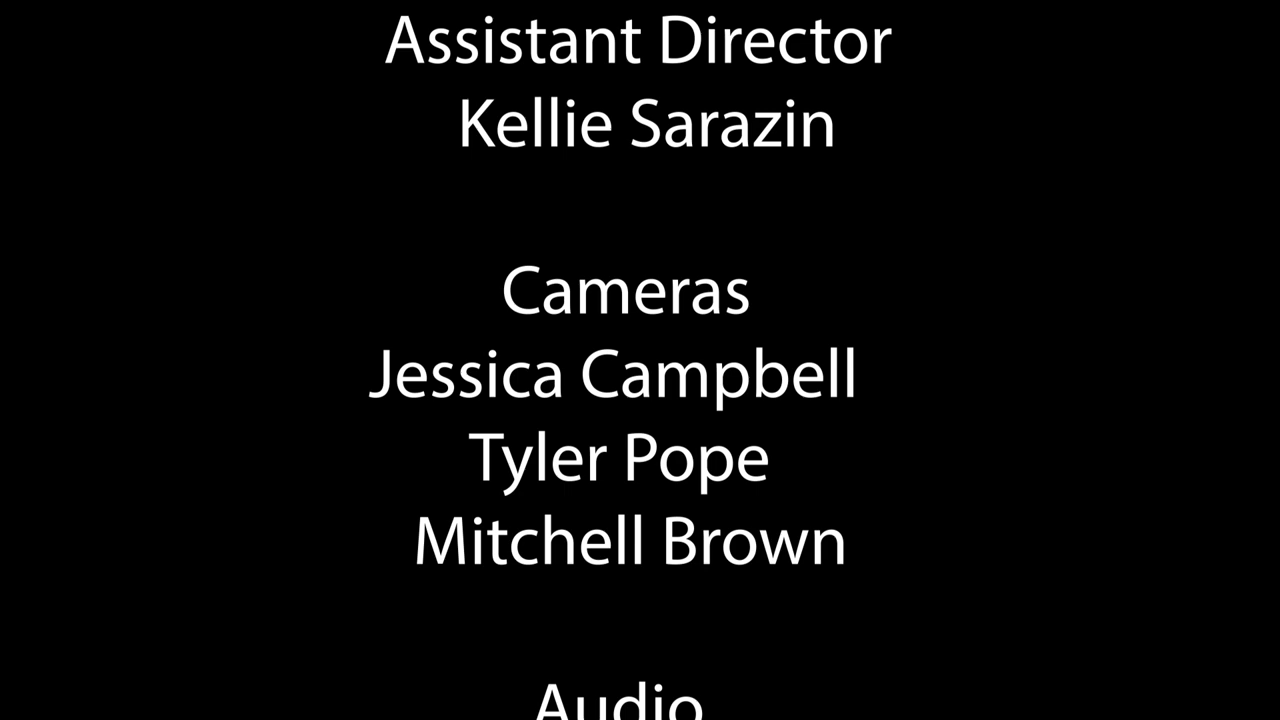 Assistant Director
Kellie Sarazin
Cameras
Jessica Campbell
Tyler Pope
Mitchell Brown
Audio